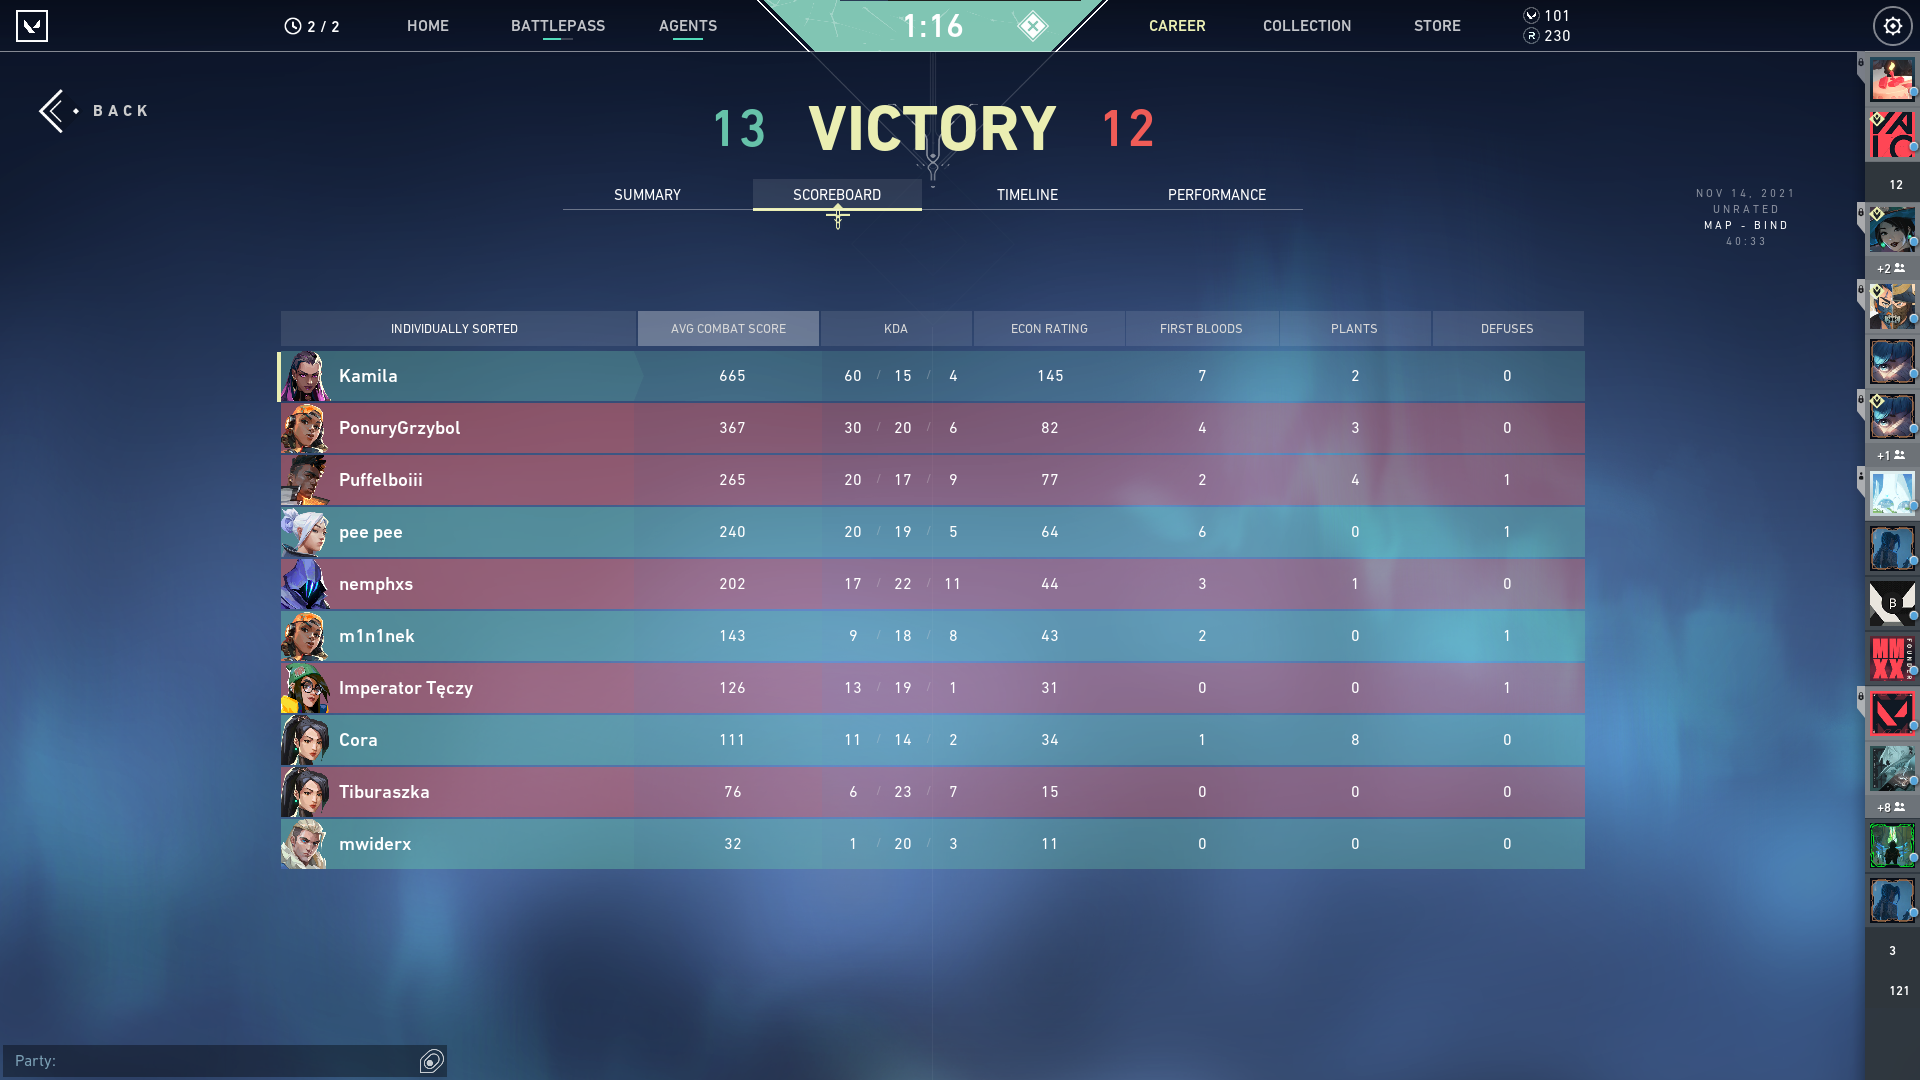 2 / 2
HOME
BATTLEPASS
AGENTS
1:16
CAREER
COLLECTION
STORE
101
R 230
BACK
13 VICTORY 12
SUMMARY
SCOREBOARD
TIMELINE
PERFORMANCE
NOV 14, 2021
UNRATED
MAP - BIND
40:33
INDIVIDUALLY SORTED AVG COMBAT SCORE KDA ECON RATING FIRST BLOODS PLANTS DEFUSES
Kamila 665 60 / 15 / 4 145 7 2 0
PonuryGrzybol 367 30 / 20 / 6 82 4 3 0
Puffelboiii 265 20 / 17 / 9 77 2 4 1
pee pee 240 20 / 19 / 5 64 6 0 1
nemphxs 202 17 / 22 / 11 44 3 1 0
m1n1nek 143 9 / 18 / 8 43 2 0 1
Imperator Tęczy 126 13 / 19 / 1 31 0 0 1
Cora 111 11 / 14 / 2 34 1 8 0
Tiburaszka 76 6 / 23 / 7 15 0 0 0
mwiderx 32 1 / 20 / 3 11 0 0 0
12
+2
+1
B
MM
XX
FOUNDER
+8
3
121
Party: